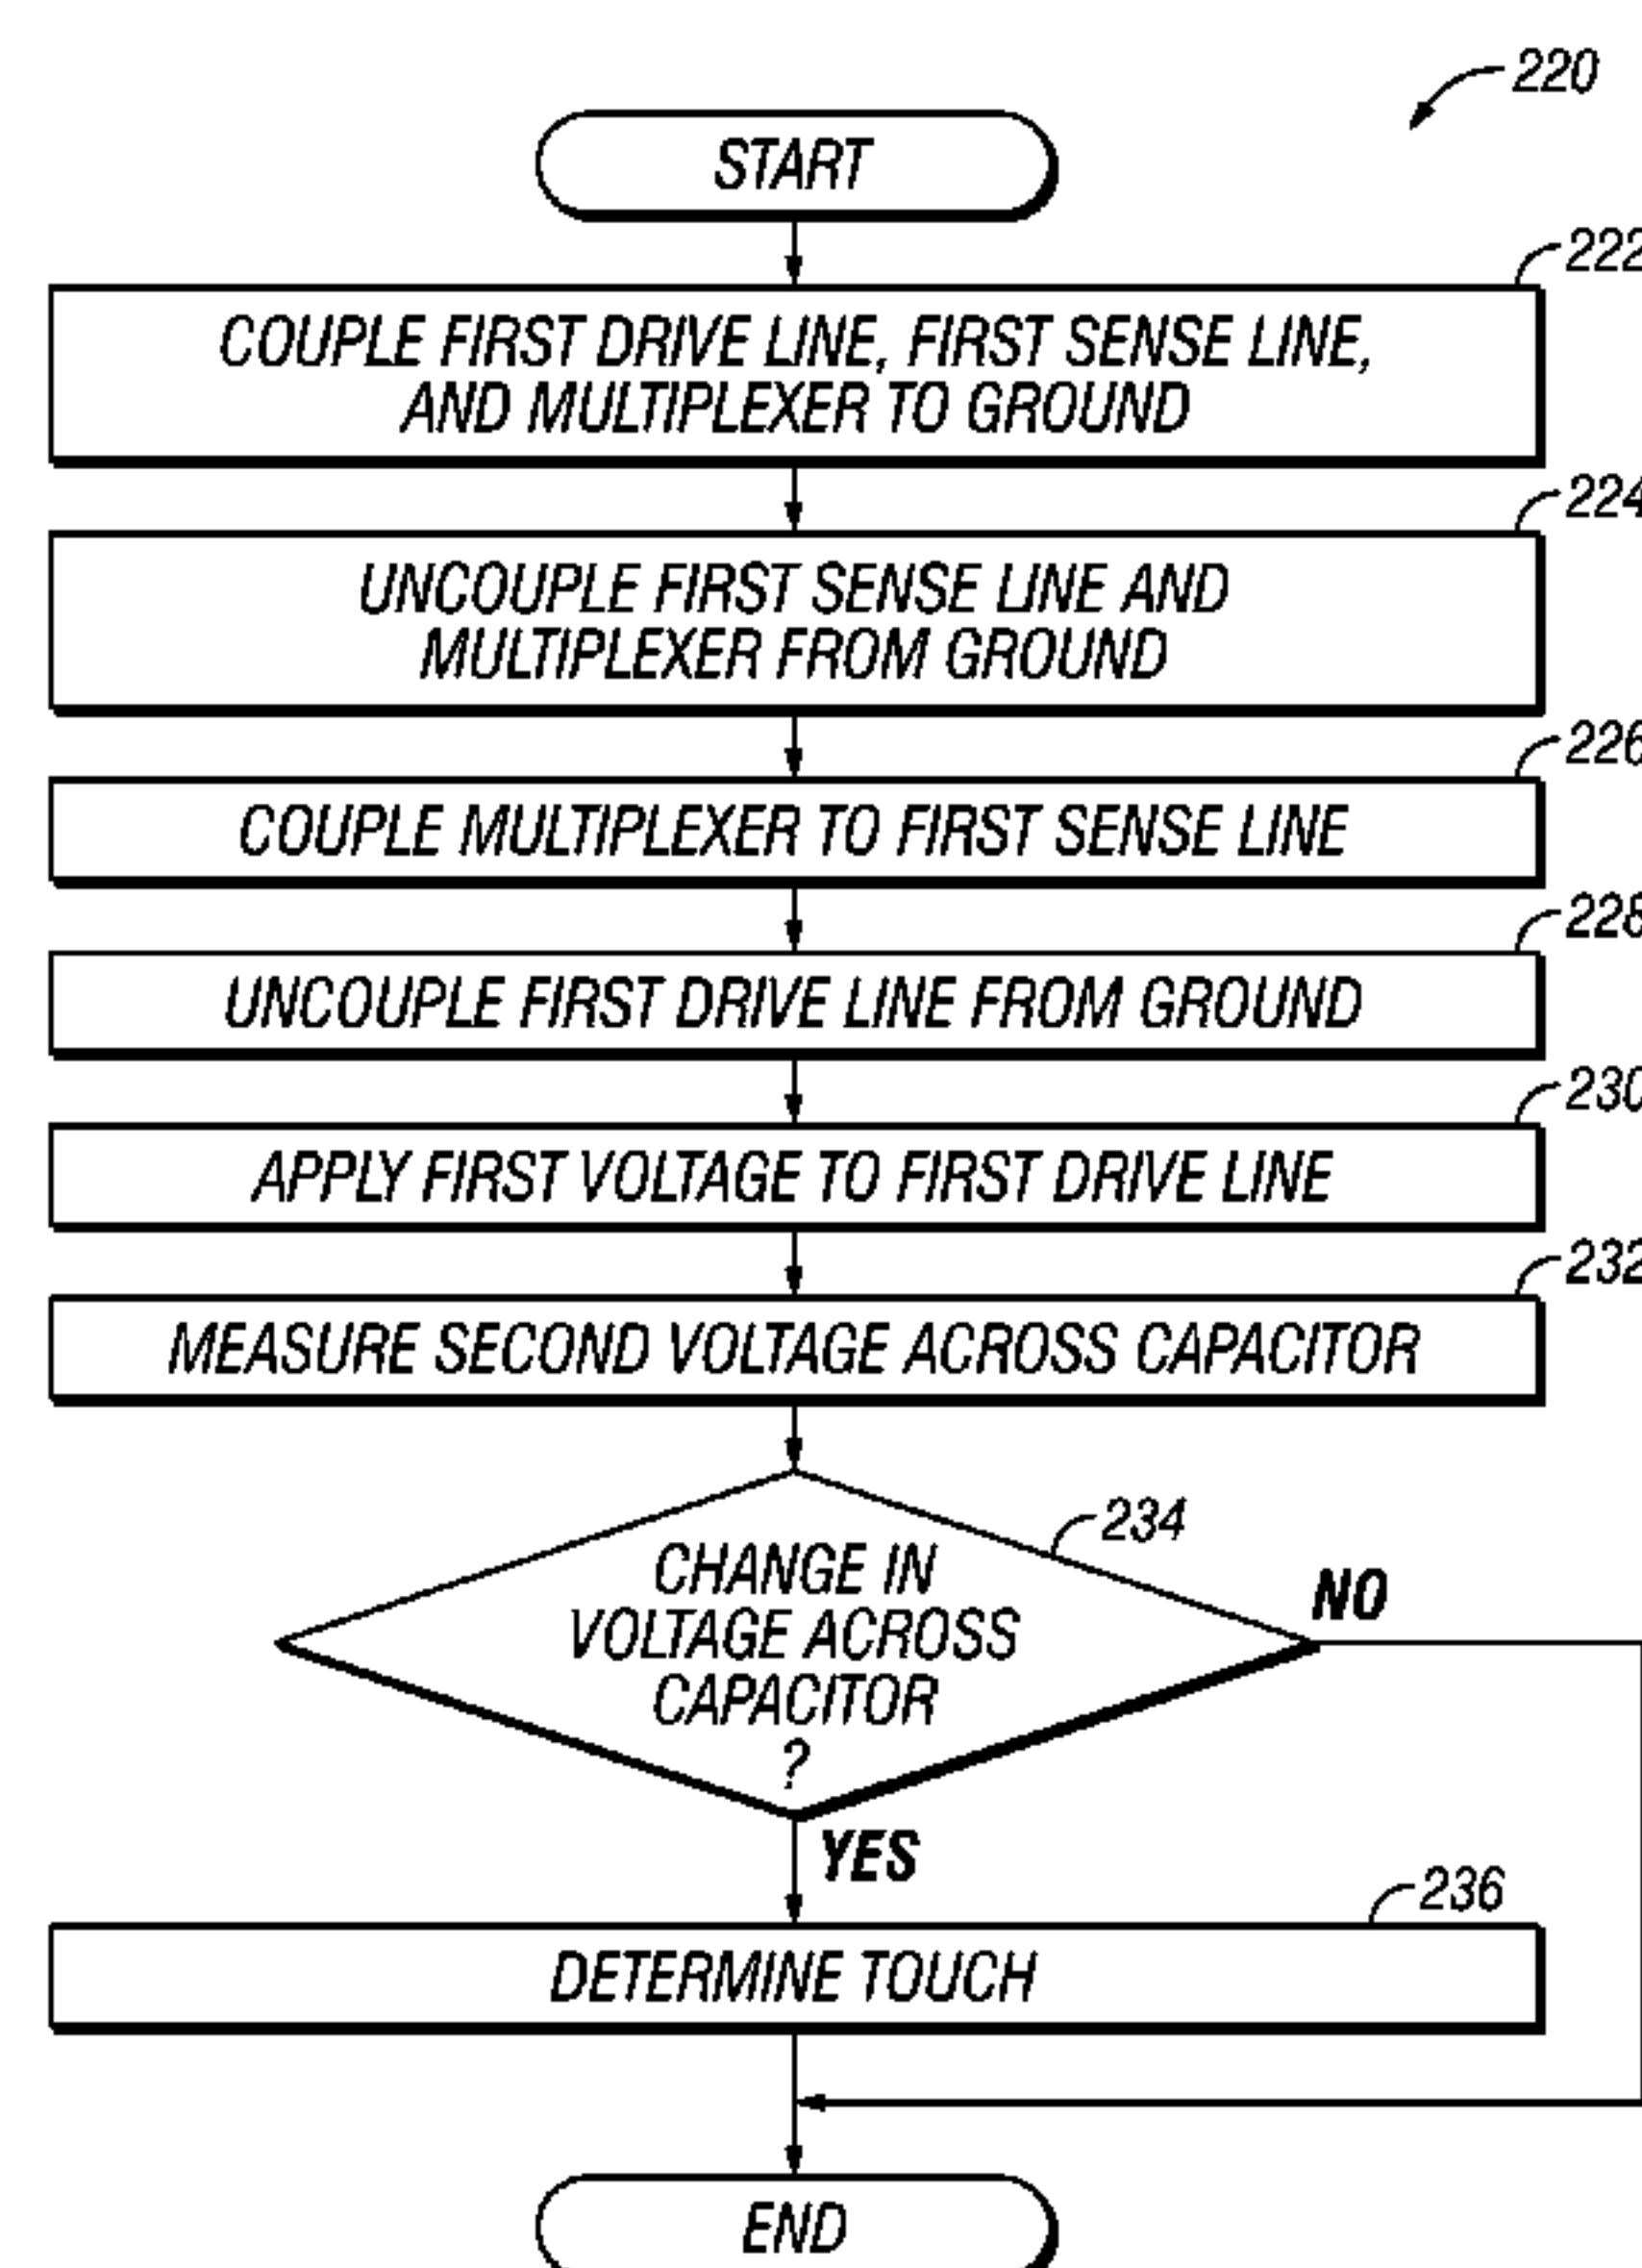 220
START
222
COUPLE FIRST DRIVE LINE, FIRST SENSE LINE,
AND MULTIPLEXER TO GROUND
224
UNCOUPLE FIRST SENSE LINE AND
MULTIPLEXER FROM GROUND
226
COUPLE MULTIPLEXER TO FIRST SENSE LINE
228
UNCOUPLE FIRST DRIVE LINE FROM GROUND
230
APPLY FIRST VOLTAGE TO FIRST DRIVE LINE
232
MEASURE SECOND VOLTAGE ACROSS CAPACITOR
234
CHANGE IN
VOLTAGE ACROSS
CAPACITOR
?
NO
YES
236
DETERMINE TOUCH
END